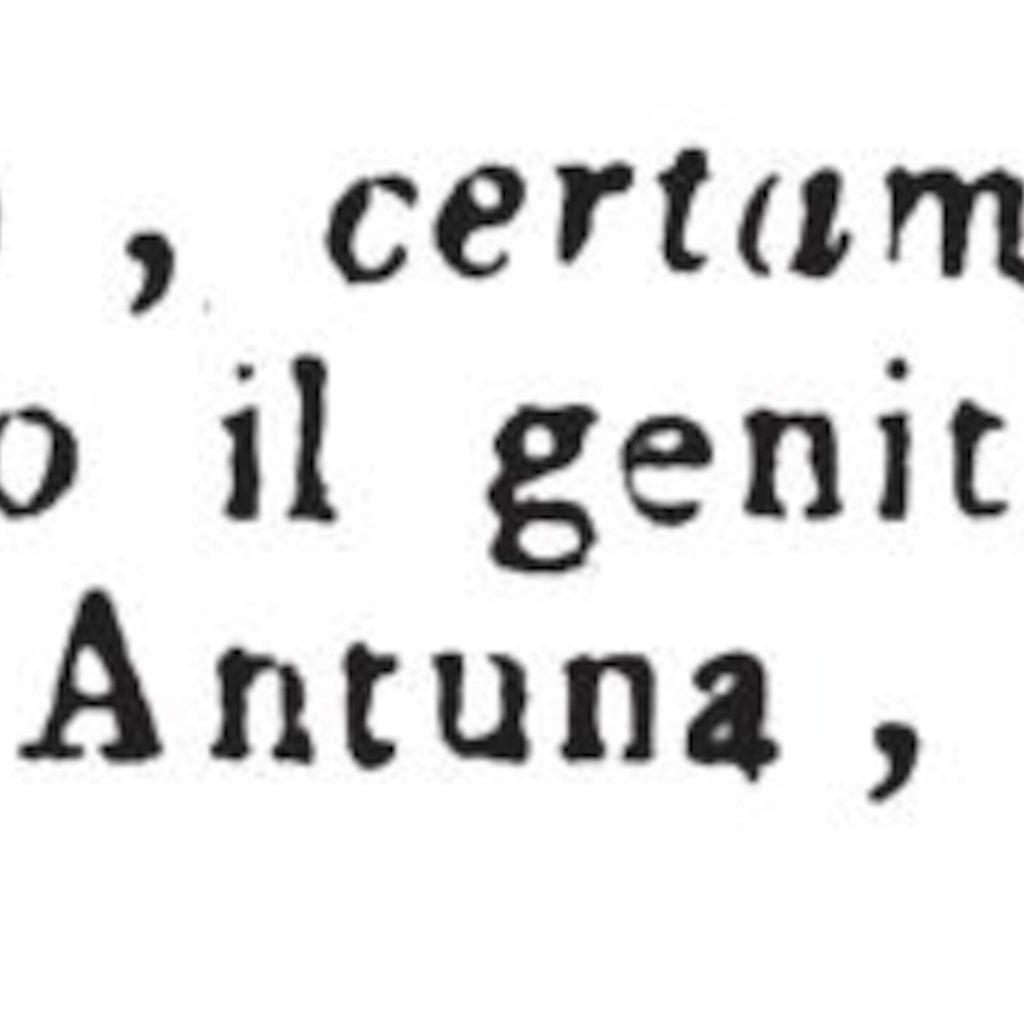 , certam
o il genit
Antuna ,